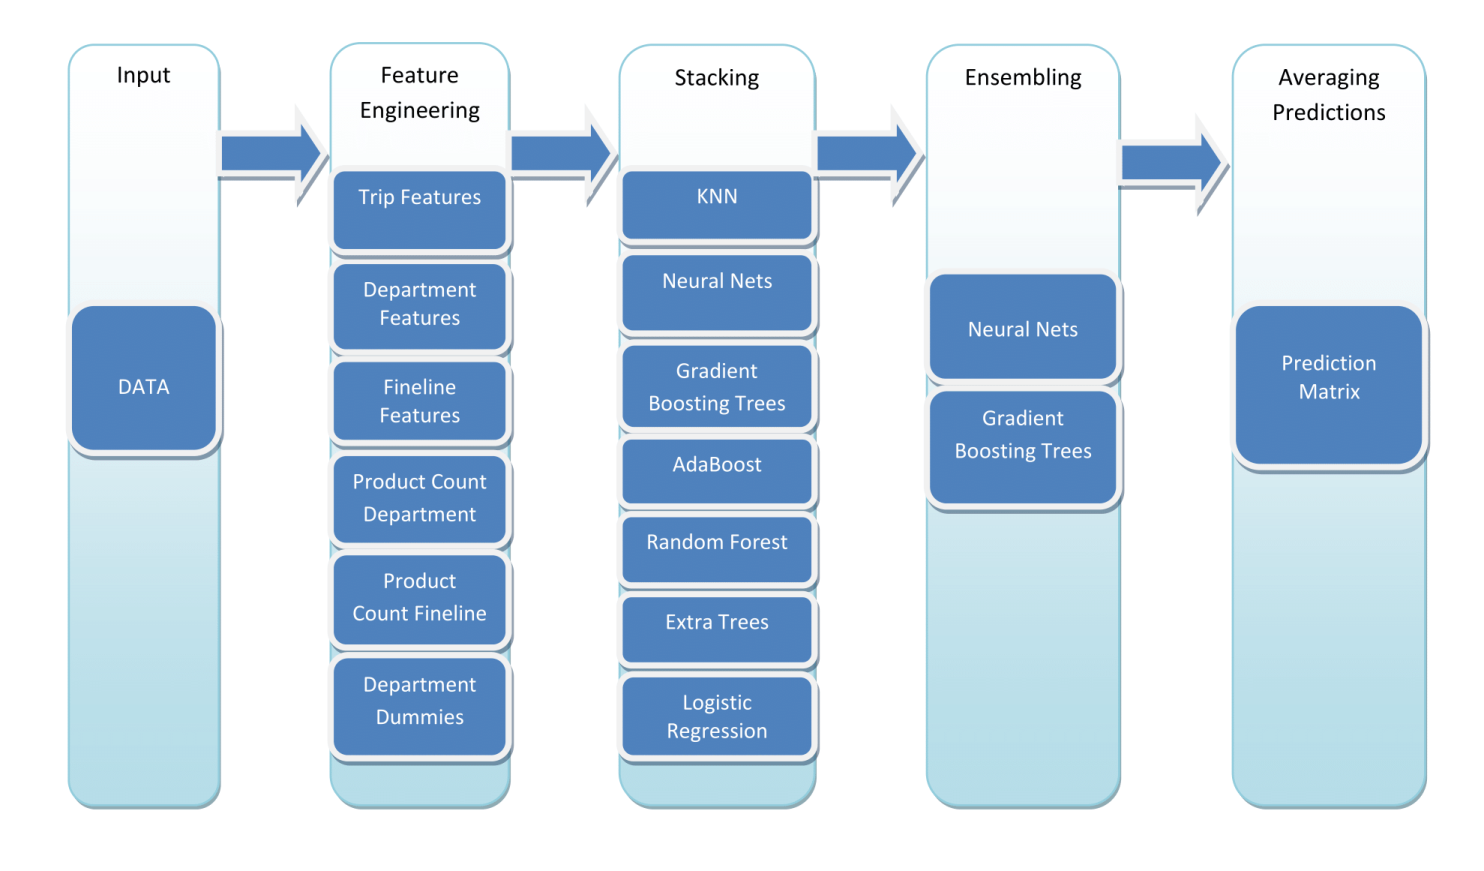 Input
DATA
Feature
Engineering
Trip Features
Department
Features
Fineline
Features
Product Count
Department
Product
Count Fineline
Department
Dummies
Stacking
KNN
Neural Nets
Gradient
Boosting Trees
AdaBoost
Random Forest
Extra Trees
Logistic
Regression
Ensembling
Neural Nets
Gradient
Boosting Trees
Averaging
Predictions
Prediction
Matrix